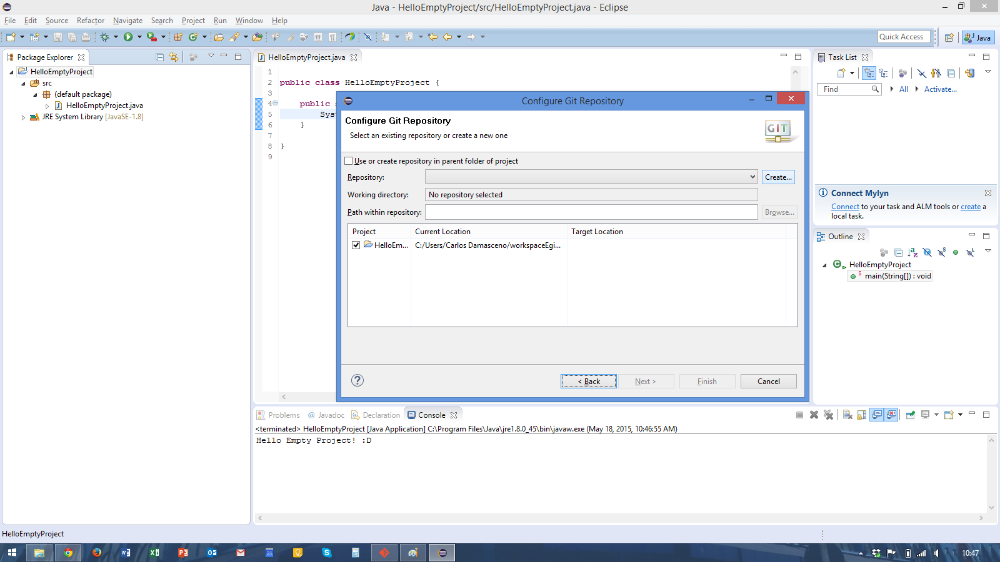 Java - HelloEmptyProject/src/HelloEmptyProject.java - Eclipse
File Edit Source Refactor Navigate Search Project Run Window Help
Quick Access
Java
Package Explorer
HelloEmptyProject
src
(default package)
HelloEmptyProject.java
JRE System Library [JavaSE-1.8]
HelloEmptyProject.java
1
2 public class HelloEmptyProject {
3
4 public s
5 Syst
6 }
7
8 }
9
Configure Git Repository
Configure Git Repository
Select an existing repository or create a new one
GIT
Use or create repository in parent folder of project
Repository:
Create...
Working directory: No repository selected
Path within repository:
Browse...
Project Current Location Target Location
HelloEm... C:/Users/Carlos Damasceno/workspaceEgi...
< Back Next > Finish Cancel
Task List
Find
All
Activate...
Connect Mylyn
Connect to your task and ALM tools or create a
local task.
Outline
HelloEmptyProject
main(String[]) : void
Problems @ Javadoc Declaration Console
<terminated> HelloEmptyProject [Java Application] C:\Program Files\Java\jre1.8.0_45\bin\javaw.exe (May 18, 2015, 10:46:55 AM)
Hello Empty Project! :D
HelloEmptyProject
10:47